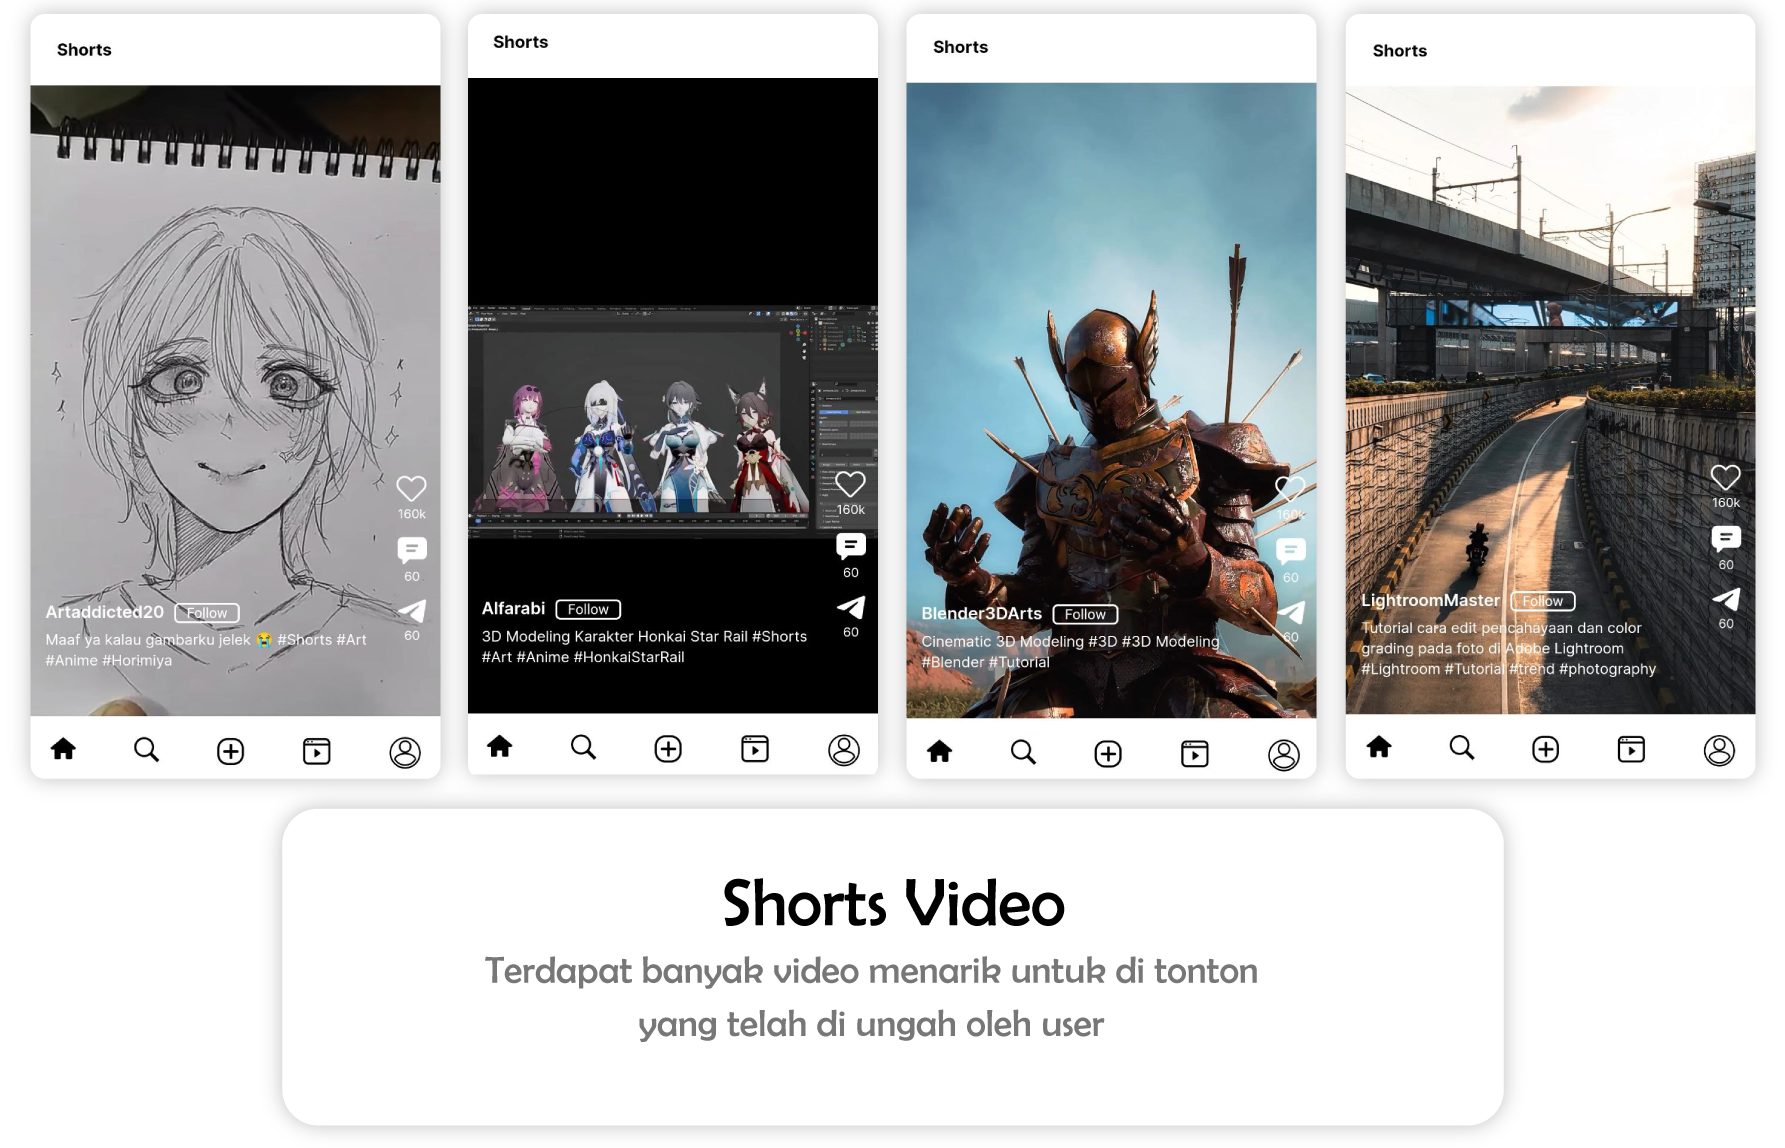 Shorts
160k
60
60
Artaddicted20 Follow
Maaf ya kalau gambarku jelek 😭 #Shorts #Art
#Anime #Horimiya
Shorts
160k
60
60
Alfarabi Follow
3D Modeling Karakter Honkai Star Rail #Shorts
#Art #Anime #HonkaiStarRail
Shorts
160k
60
60
Blender3DArts Follow
Cinematic 3D Modeling #3D #3D Modeling
#Blender #Tutorial
Shorts
160k
60
60
LightroomMaster Follow
Tutorial cara edit pencahayaan dan color
grading pada foto di Adobe Lightroom
#Lightroom #Tutorial #trend #photography
Shorts Video
Terdapat banyak video menarik untuk di tonton
yang telah di ungah oleh user